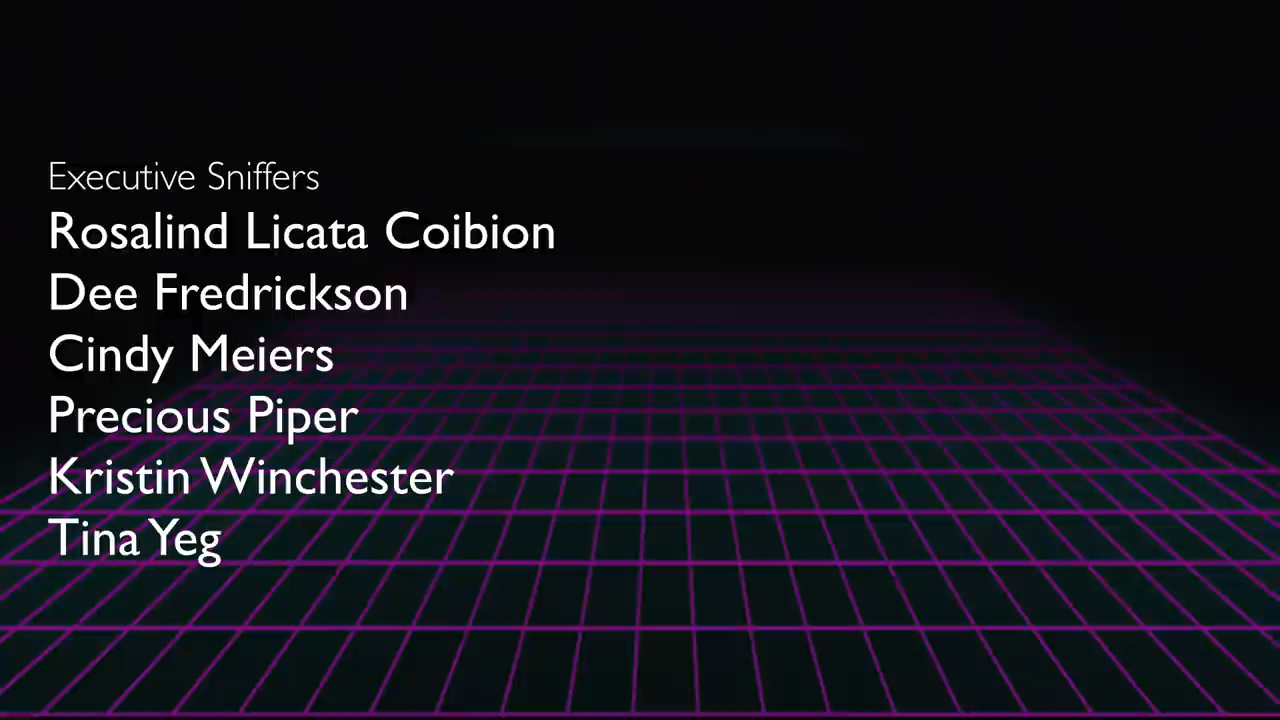 Executive Sniffers
Rosalind Licata Coibion
Dee Fredrickson
Cindy Meiers
Precious Piper
Kristin Winchester
Tina Yeg